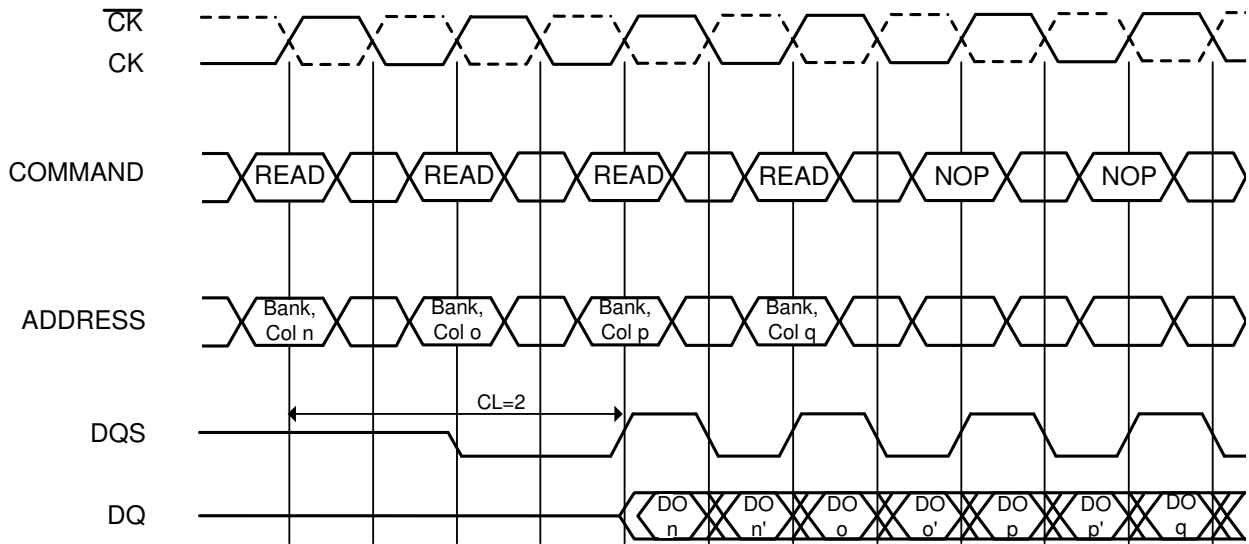 CK
CK
COMMAND READ READ READ READ NOP NOP
ADDRESS Bank, Col n Bank, Col o Bank, Col p Bank, Col q
CL=2
DQS
DQ DO n DO n' DO o DO o' DO p DO p' DO q